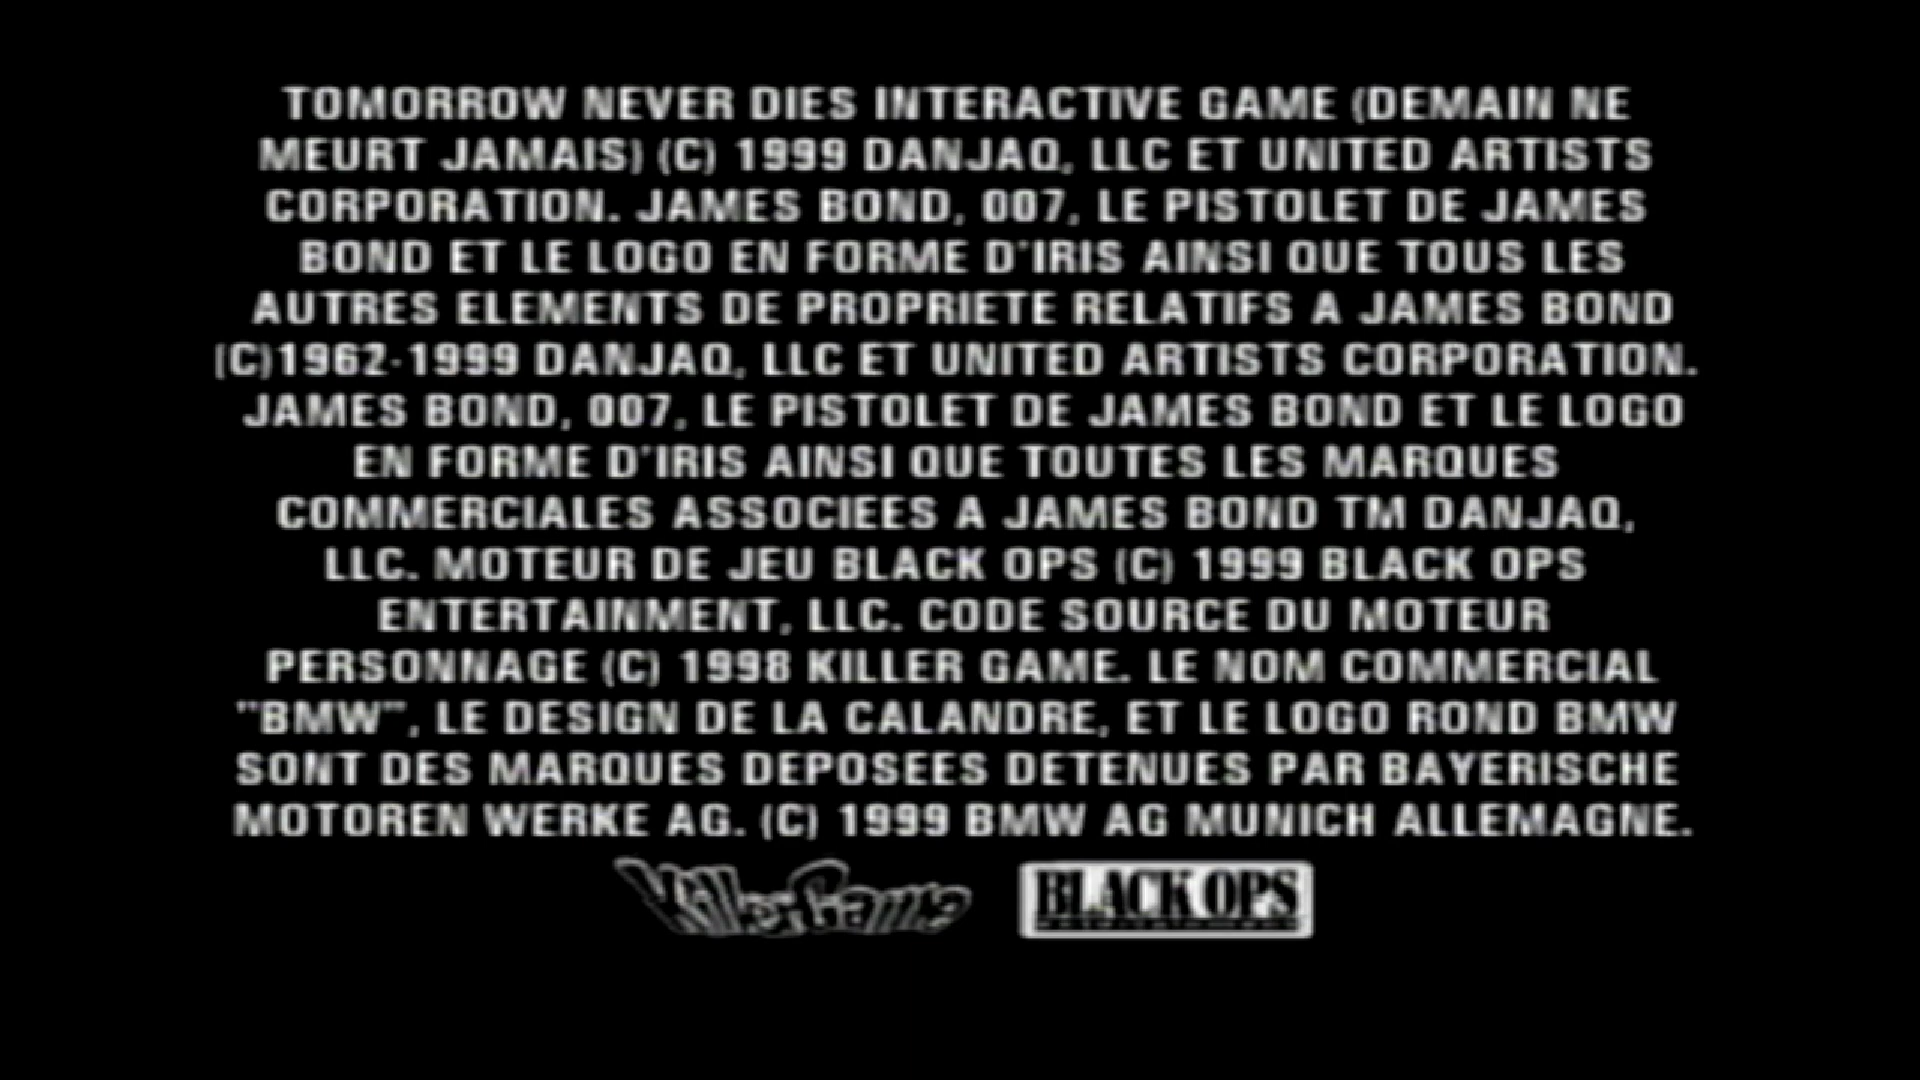 TOMORROW NEVER DIES INTERACTIVE GAME (DEMAIN NE
MEURT JAMAIS) (C) 1999 DANJAQ, LLC ET UNITED ARTISTS
CORPORATION. JAMES BOND, 007, LE PISTOLET DE JAMES
BOND ET LE LOGO EN FORME D'IRIS AINSI QUE TOUS LES
AUTRES ELEMENTS DE PROPRIETE RELATIFS A JAMES BOND
(C)1962-1999 DANJAQ, LLC ET UNITED ARTISTS CORPORATION.
JAMES BOND, 007, LE PISTOLET DE JAMES BOND ET LE LOGO
EN FORME D'IRIS AINSI QUE TOUTES LES MARQUES
COMMERCIALES ASSOCIEES A JAMES BOND TM DANJAQ,
LLC. MOTEUR DE JEU BLACK OPS (C) 1999 BLACK OPS
ENTERTAINMENT, LLC. CODE SOURCE DU MOTEUR
PERSONNAGE (C) 1998 KILLER GAME. LE NOM COMMERCIAL
"BMW", LE DESIGN DE LA CALANDRE, ET LE LOGO ROND BMW
SONT DES MARQUES DEPOSEES DETENUES PAR BAYERISCHE
MOTOREN WERKE AG. (C) 1999 BMW AG MUNICH ALLEMAGNE.
Killer Game BLACK OPS